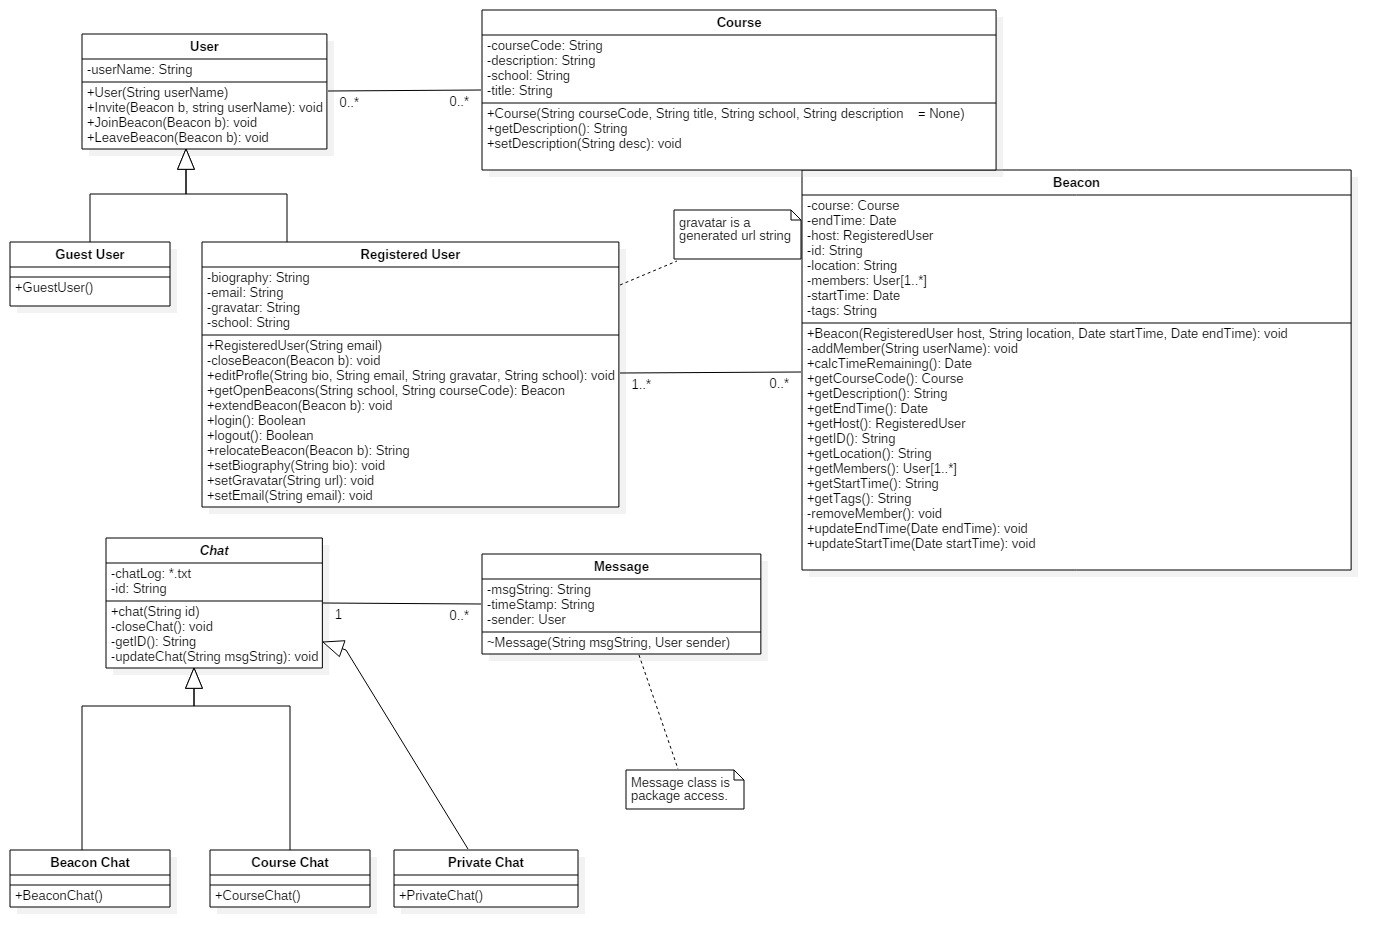 User
-userName: String
+User(String userName)
+Invite(Beacon b, string userName): void
+JoinBeacon(Beacon b): void
+LeaveBeacon(Beacon b): void
0..*
0..*
Course
-courseCode: String
-description: String
-school: String
-title: String
+Course(String courseCode, String title, String school, String description = None)
+getDescription(): String
+setDescription(String desc): void
Guest User
+GuestUser()
Registered User
-biography: String
-email: String
-gravatar: String
-school: String
+RegisteredUser(String email)
-closeBeacon(Beacon b): void
+editProfle(String bio, String email, String gravatar, String school): void
+getOpenBeacons(String school, String courseCode): Beacon
+extendBeacon(Beacon b): void
+login(): Boolean
+logout(): Boolean
+relocateBeacon(Beacon b): String
+setBiography(String bio): void
+setGravatar(String url): void
+setEmail(String email): void
gravatar is a
generated url string
1..*
0..*
Beacon
-course: Course
-endTime: Date
-host: RegisteredUser
-id: String
-location: String
-members: User[1..*]
-startTime: Date
-tags: String
+Beacon(RegisteredUser host, String location, Date startTime, Date endTime): void
-addMember(String userName): void
+calcTimeRemaining(): Date
+getCourseCode(): Course
+getDescription(): String
+getEndTime(): Date
+getHost(): RegisteredUser
+getID(): String
+getLocation(): String
+getMembers(): User[1..*]
+getStartTime(): String
+getTags(): String
-removeMember(): void
+updateEndTime(Date endTime): void
+updateStartTime(Date startTime): void
Chat
-chatLog: *.txt
-id: String
+chat(String id)
-closeChat(): void
-getID(): String
-updateChat(String msgString): void
1
0..*
Message
-msgString: String
-timeStamp: String
-sender: User
~Message(String msgString, User sender)
Message class is
package access.
Beacon Chat
+BeaconChat()
Course Chat
+CourseChat()
Private Chat
+PrivateChat()